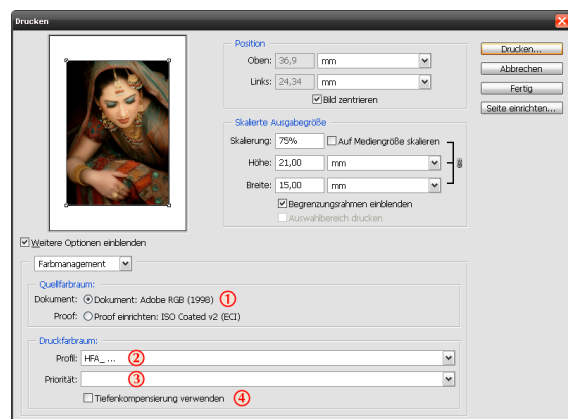 Drucken
Position
Oben: 36,9 mm
Links: 24,34 mm
Bild zentrieren
Skalierte Ausgabegröße
Skalierung: 75% Auf Mediengröße skalieren
Höhe: 21,00 mm
Breite: 15,00 mm
Begrenzungsrahmen einblenden
Auswahlbereich drucken
Drucken...
Abbrechen
Fertig
Seite einrichten...
Weitere Optionen einblenden
Farbmanagement
Quellfarbraum:
Dokument: Dokument: Adobe RGB (1998) 1
Proof: Proof einrichten: ISO Coated v2 (ECI)
Druckfarbraum:
Profil: HFA_ ... 2
Priorität: 3
Tiefenkompensierung verwenden 4